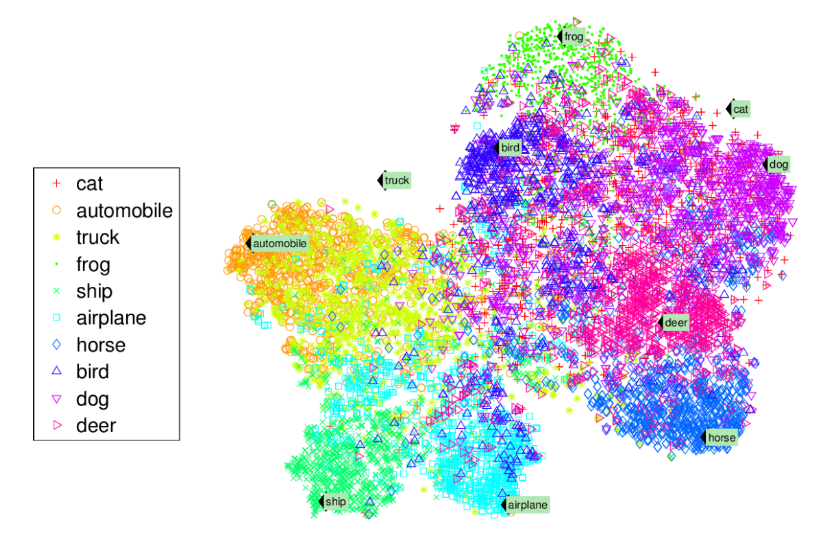 cat
automobile
truck
frog
ship
airplane
horse
bird
dog
deer
frog
cat
bird
dog
truck
automobile
deer
horse
ship
airplane